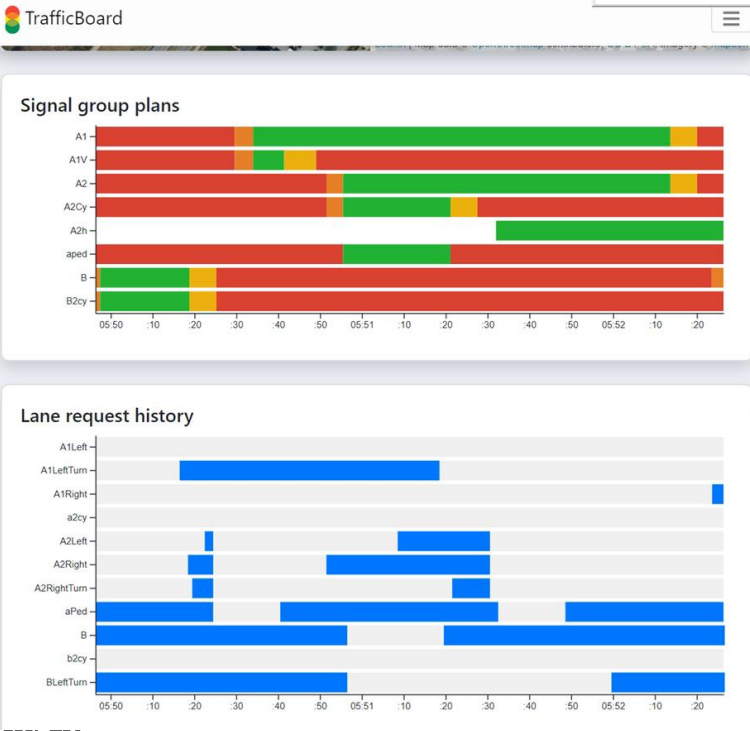 TrafficBoard
Signal group plans
A1
A1V
A2
A2Cy
A2h
aped
B
B2cy
05:50 :10 :20 :30 :40 :50 05:51 :10 :20 :30 :40 :50 05:52 :10 :20
Lane request history
A1Left
A1LeftTurn
A1Right
a2cy
A2Left
A2Right
A2RightTurn
aPed
B
b2cy
BLeftTurn
05:50 :10 :20 :30 :40 :50 05:51 :10 :20 :30 :40 :50 05:52 :10 :20